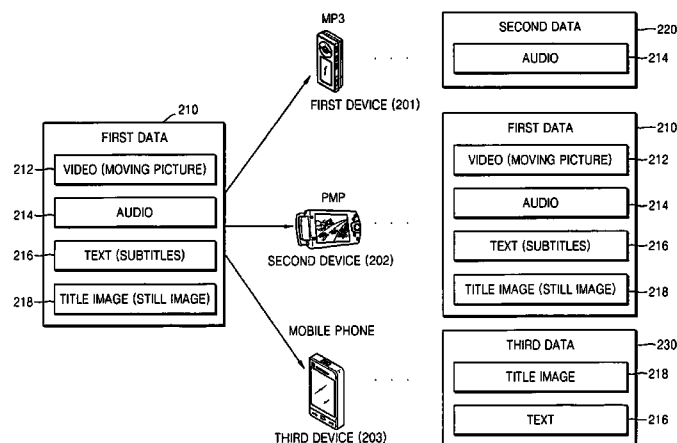 210
FIRST DATA
212
VIDEO (MOVING PICTURE)
214
AUDIO
216
TEXT (SUBTITLES)
218
TITLE IMAGE (STILL IMAGE)
MP3
FIRST DEVICE (201)
PMP
SECOND DEVICE (202)
MOBILE PHONE
THIRD DEVICE (203)
SECOND DATA
220
AUDIO
214
FIRST DATA
210
VIDEO (MOVING PICTURE)
212
AUDIO
214
TEXT (SUBTITLES)
216
TITLE IMAGE (STILL IMAGE)
218
THIRD DATA
230
TITLE IMAGE
218
TEXT
216